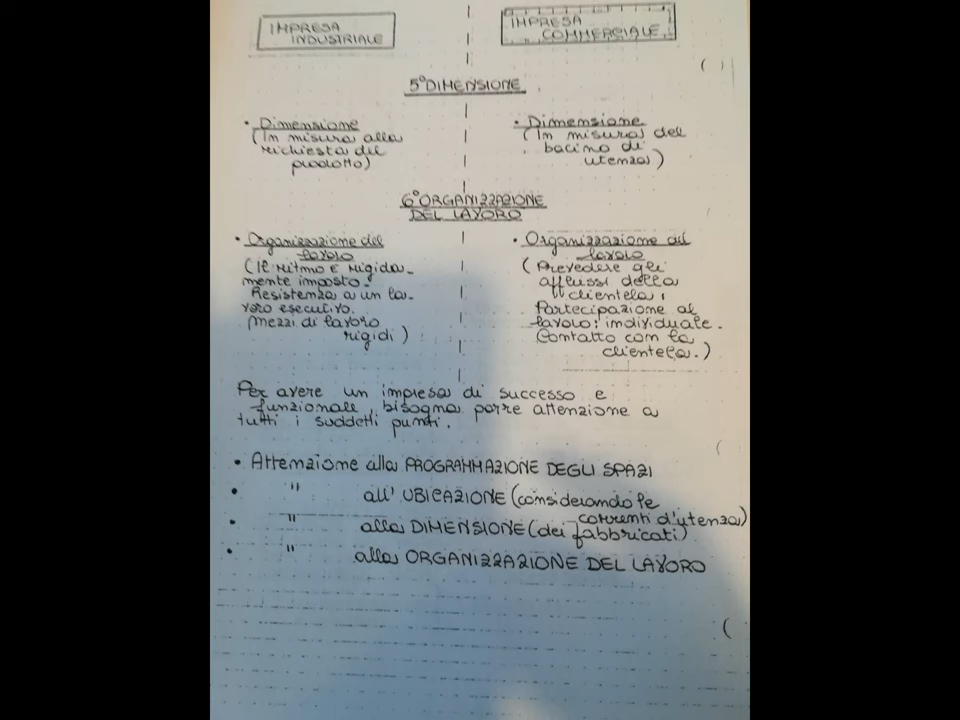 IMPRESA
INDUSTRIALE
IMPRESA
COMMERCIALE
5° DIMENSIONE
• Dimensione
(In misura alla
richiesta del
prodotto)
• Dimensione
(In misura del
bacino di
utenza)
6° ORGANIZZAZIONE
DEL LAVORO
• Organizzazione del
lavoro
(Il ritmo è rigida-
mente imposto.
Resistenza a un la-
voro esecutivo.
Mezzi di lavoro
rigidi)
• Organizzazione del
lavoro
(Prevedere gli
afflussi della
clientela;
Partecipazione al
lavoro: individuale.
Contatto con la
clientela.)
Per avere un impresa di successo e
funzionale, bisogna porre attenzione a
tutti i suddetti punti.
• Attenzione alla PROGRAMMAZIONE DEGLI SPAZI
• " all' UBICAZIONE (considerando le
correnti d'utenza)
• " alla DIMENSIONE (dei fabbricati)
• " alla ORGANIZZAZIONE DEL LAVORO